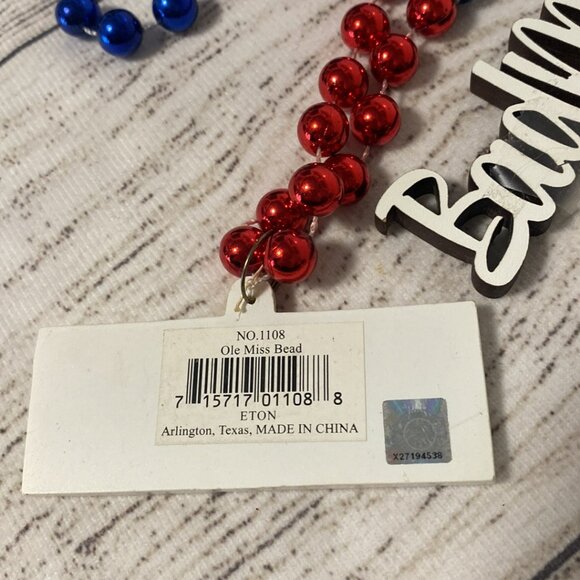 NO.1108
Ole Miss Bead
7 15717 01108 8
ETON
Arlington, Texas, MADE IN CHINA
X27194538